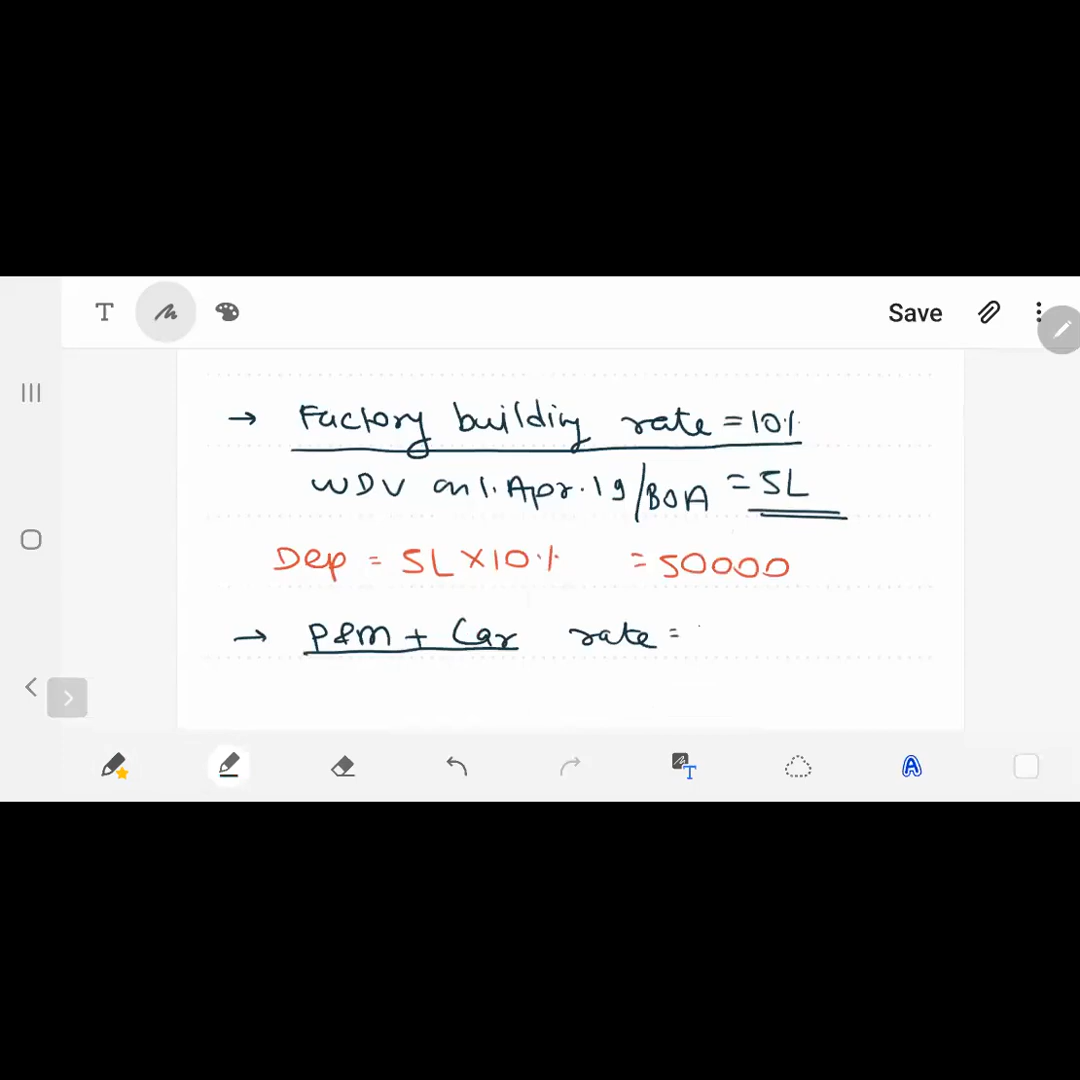 T Save
→ Factory building rate = 10%
WDV on 1. Apr. 19/BOA = 5L
Dep = 5L X 10% = 50000
→ P&M + Car rate =